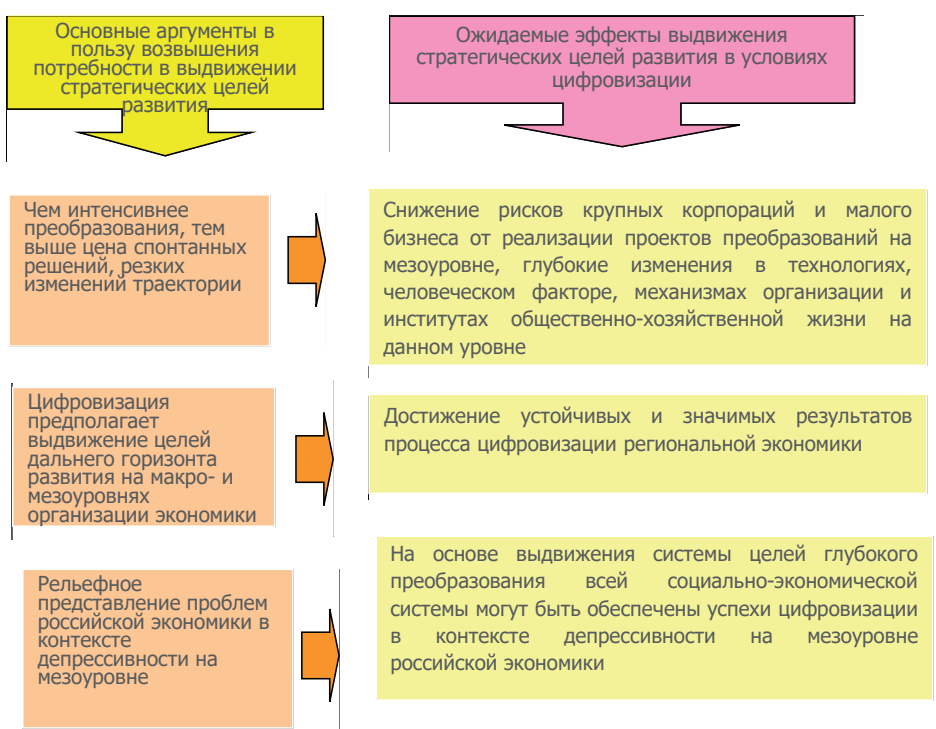 Основные аргументы в
пользу возвышения
потребности в выдвижении
стратегических целей
развития
Ожидаемые эффекты выдвижения
стратегических целей развития в условиях
цифровизации
Чем интенсивнее
преобразования, тем
выше цена спонтанных
решений, резких
изменений траектории
Снижение рисков крупных корпораций и малого
бизнеса от реализации проектов преобразований на
мезоуровне, глубокие изменения в технологиях,
человеческом факторе, механизмах организации и
институтах общественно-хозяйственной жизни на
данном уровне
Цифровизация
предполагает
выдвижение целей
дальнего горизонта
развития на макро- и
мезоуровнях
организации экономики
Достижение устойчивых и значимых результатов
процесса цифровизации региональной экономики
Рельефное
представление проблем
российской экономики в
контексте
депрессивности на
мезоуровне
На основе выдвижения системы целей глубокого
преобразования всей социально-экономической
системы могут быть обеспечены успехи цифровизации
в контексте депрессивности на мезоуровне
российской экономики